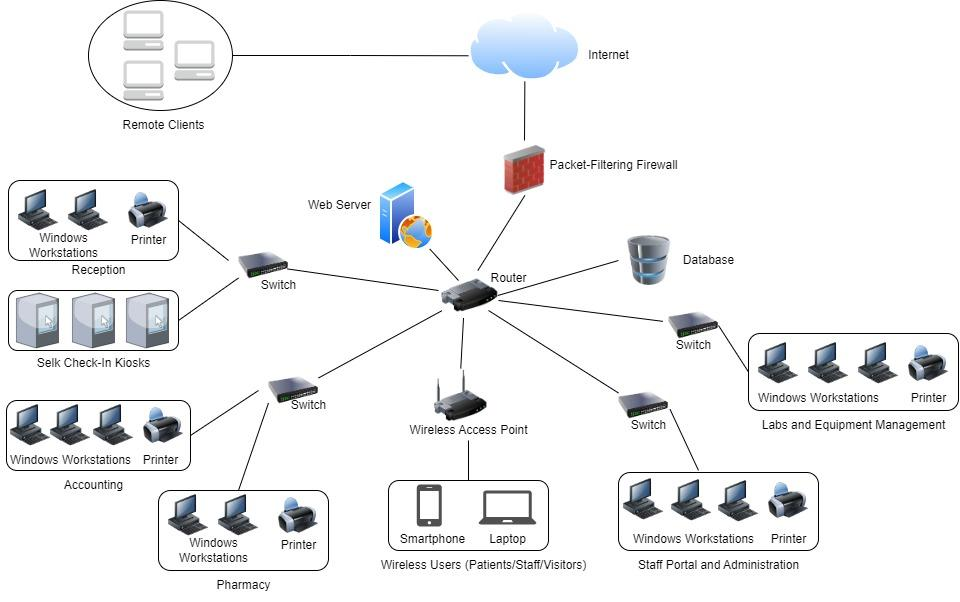 Internet
Remote Clients
Packet-Filtering Firewall
Web Server
Windows
Workstations
Printer
Reception
Switch
Router
Database
Selk Check-In Kiosks
Switch
Windows Workstations
Printer
Labs and Equipment Management
Switch
Windows Workstations
Printer
Accounting
Wireless Access Point
Switch
Windows
Workstations
Printer
Pharmacy
Smartphone
Laptop
Wireless Users (Patients/Staff/Visitors)
Windows Workstations
Printer
Staff Portal and Administration